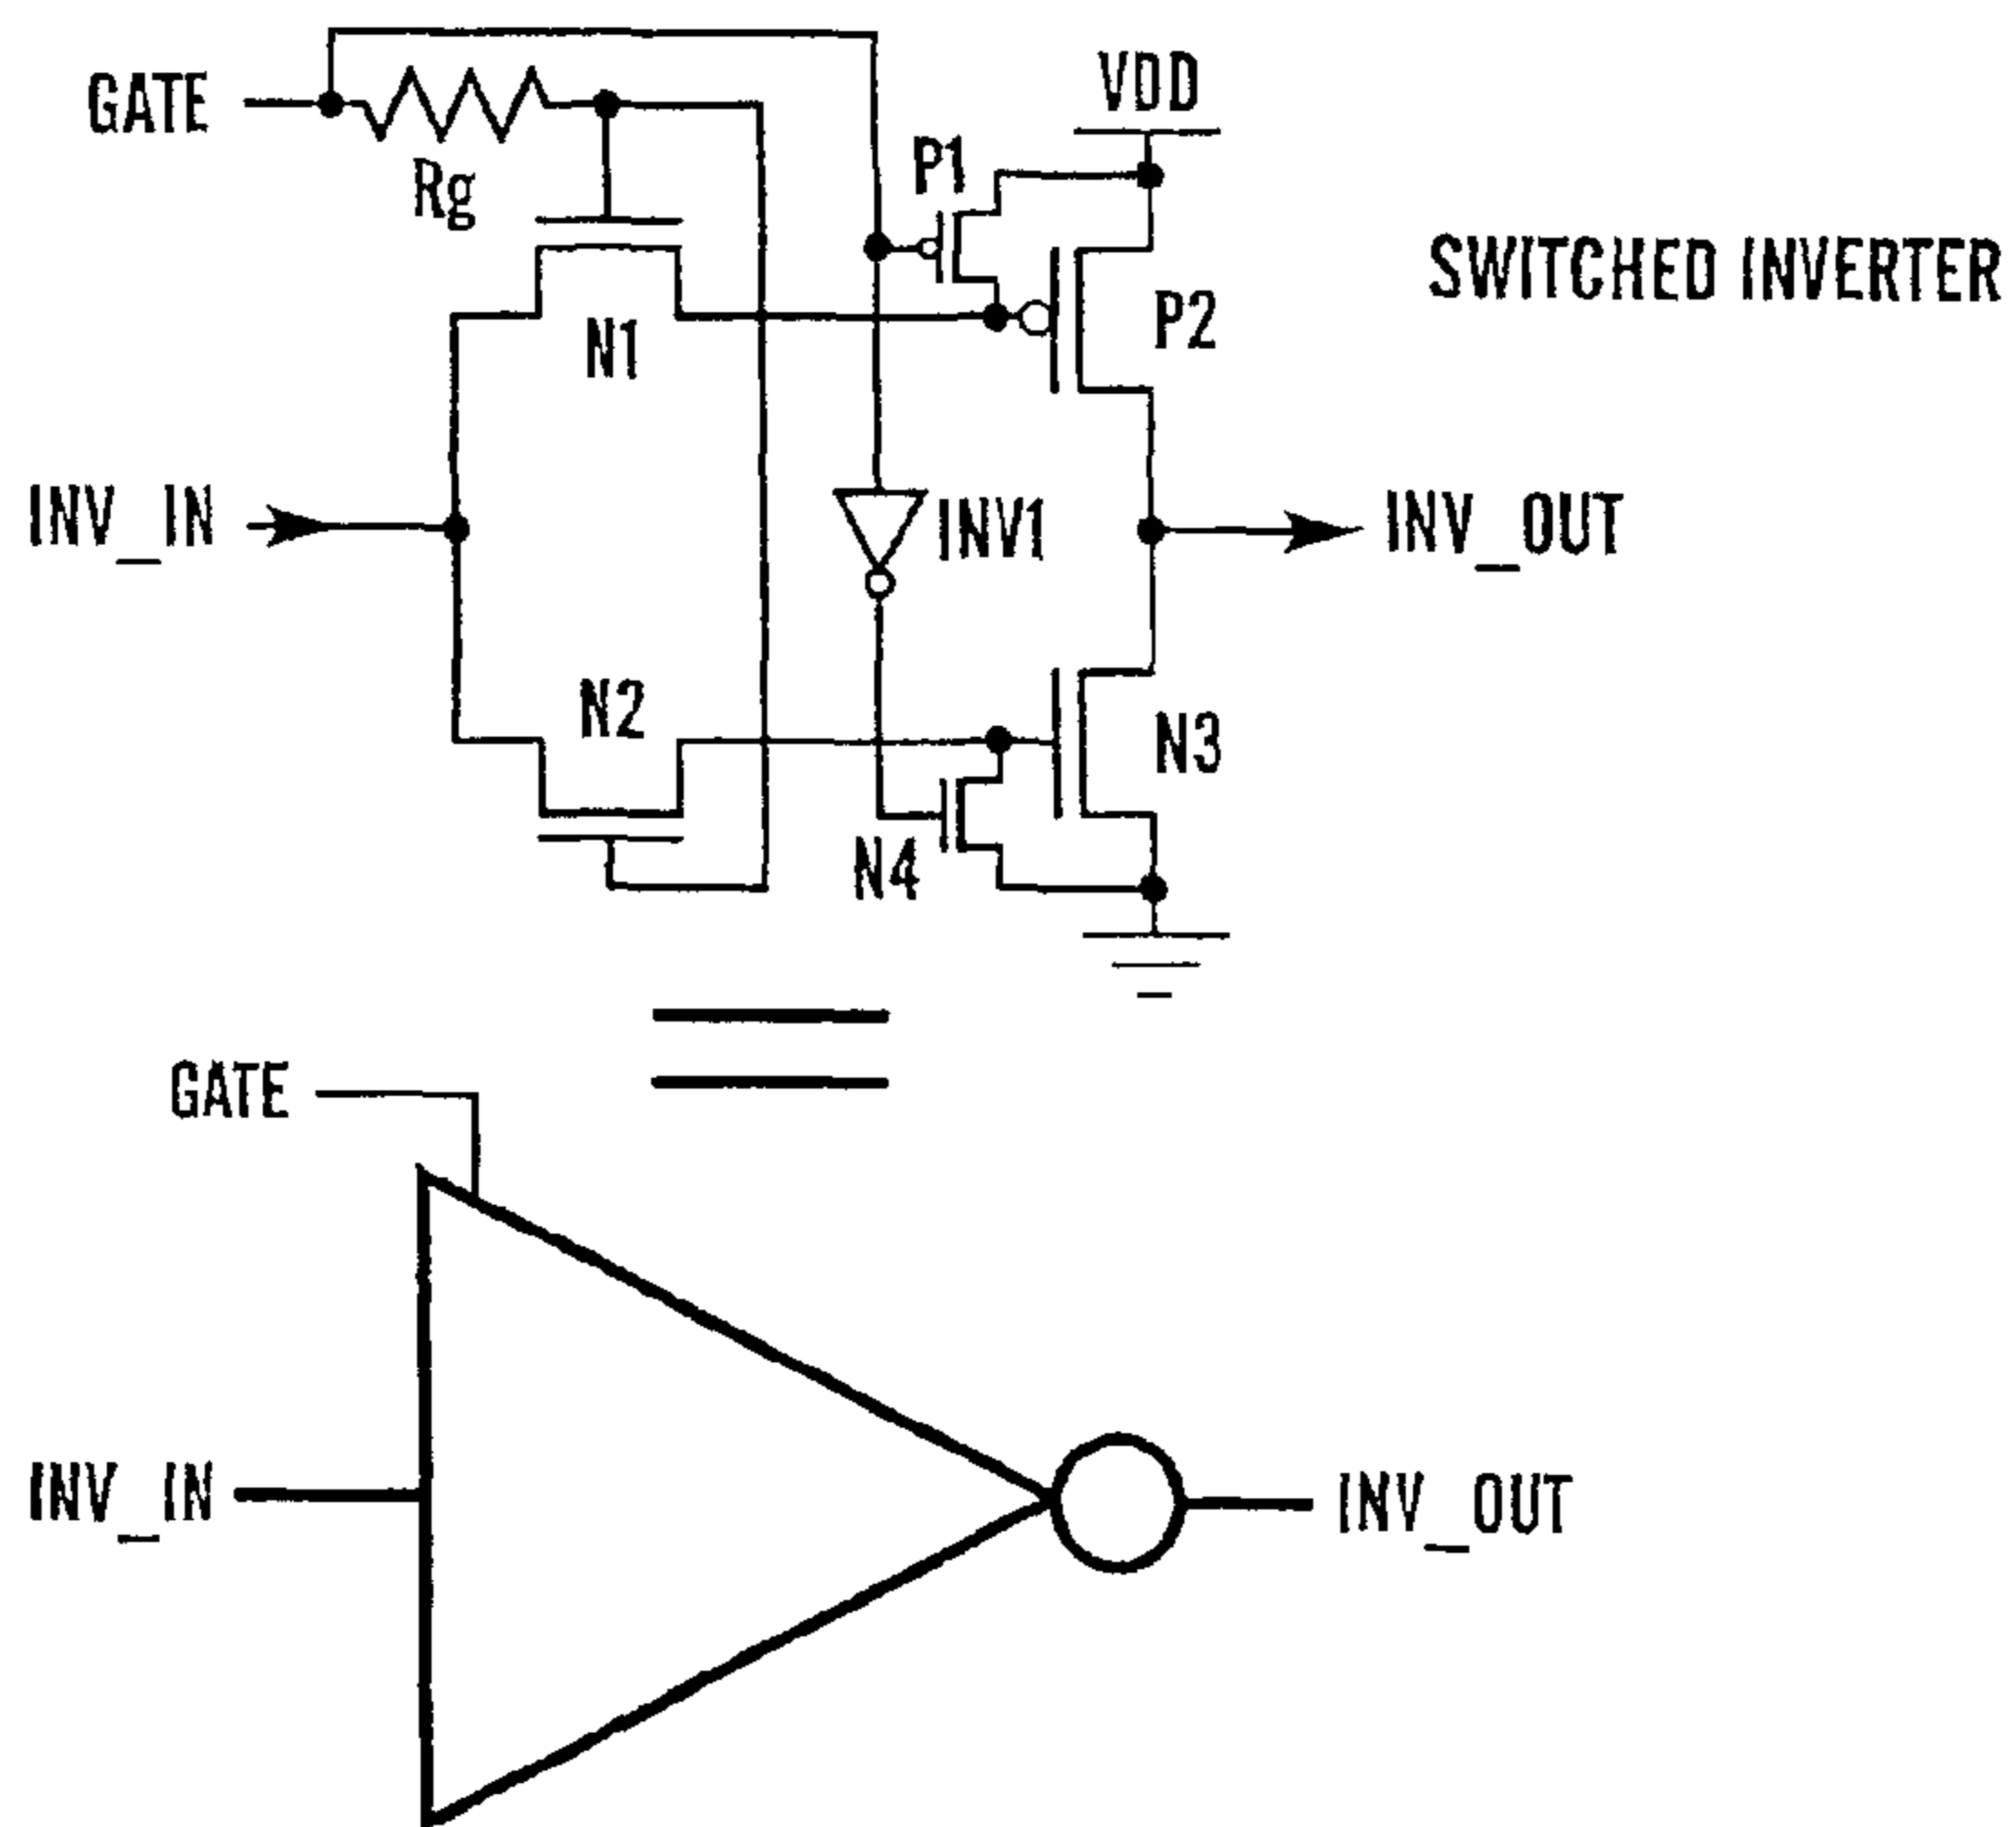 GATE
VDD
P1
Rg
SWITCHED INVERTER
P2
N1
INV_IN
INV1
INV_OUT
N2
N3
N4
GATE
INV_IN
INV_OUT